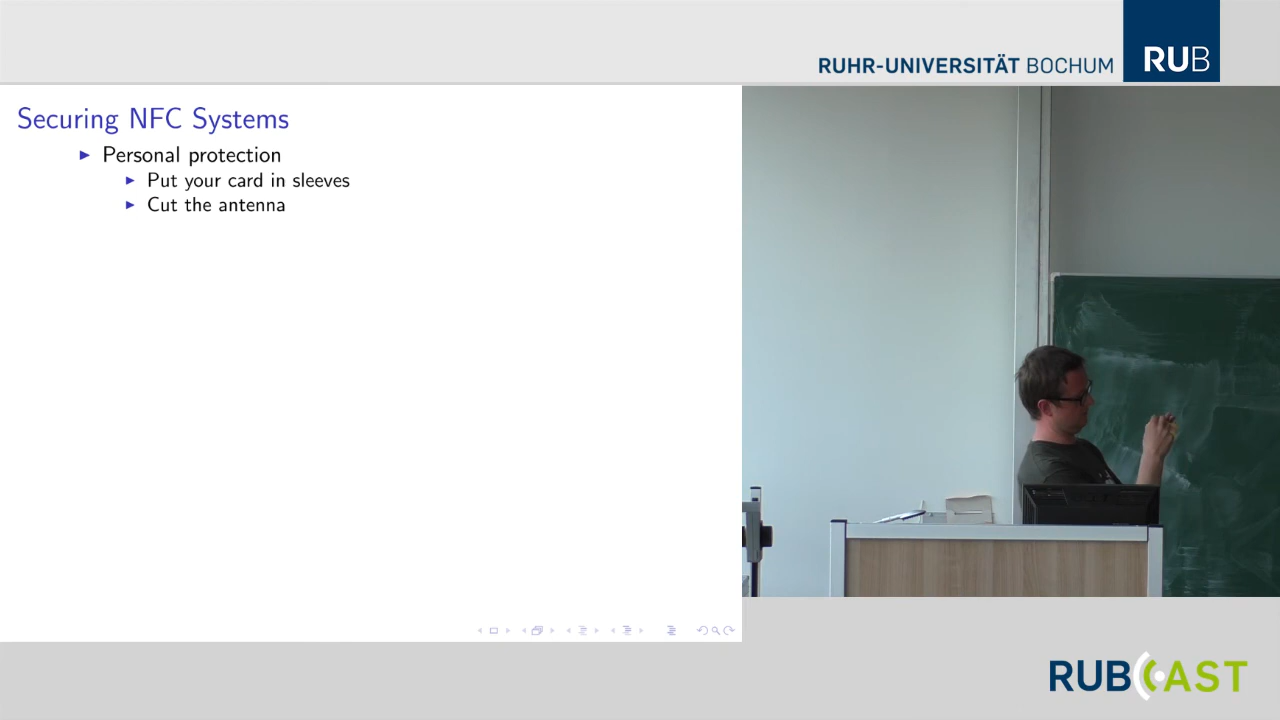 RUHR-UNIVERSITÄT BOCHUM
RUB
Securing NFC Systems
Personal protection
Put your card in sleeves
Cut the antenna
RUBCAST